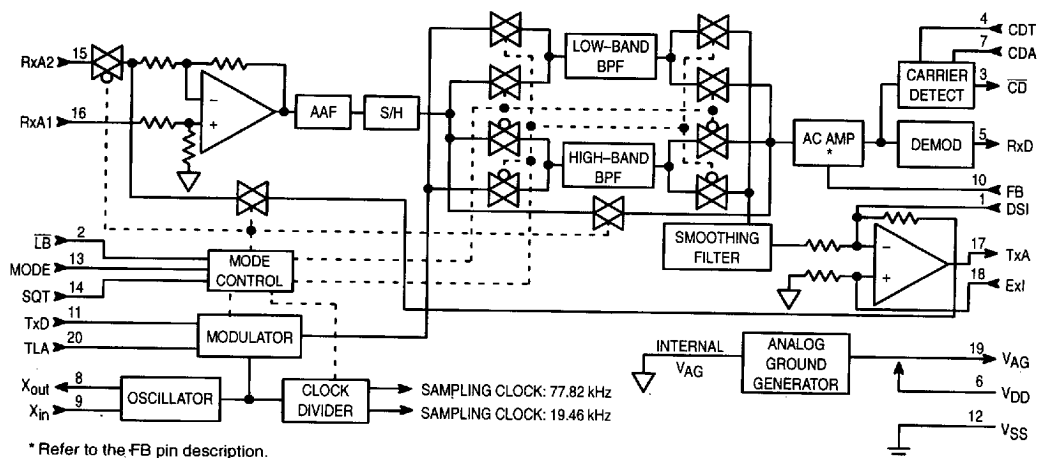 4 CDT
7 CDA
3 CD
CARRIER DETECT
RxA2 15
LOW–BAND BPF
−
+
AAF
S/H
RxA1 16
HIGH–BAND BPF
AC AMP *
DEMOD
5 RxD
10 FB
1 DSI
SMOOTHING FILTER
−
+
17 TxA
18 ExI
LB 2
MODE 13
SQT 14
MODE CONTROL
TxD 11
TLA 20
MODULATOR
INTERNAL VAG
ANALOG GROUND GENERATOR
19 VAG
6 VDD
12 VSS
Xout 8
Xin 9
OSCILLATOR
CLOCK DIVIDER
SAMPLING CLOCK: 77.82 kHz
SAMPLING CLOCK: 19.46 kHz
* Refer to the FB pin description.